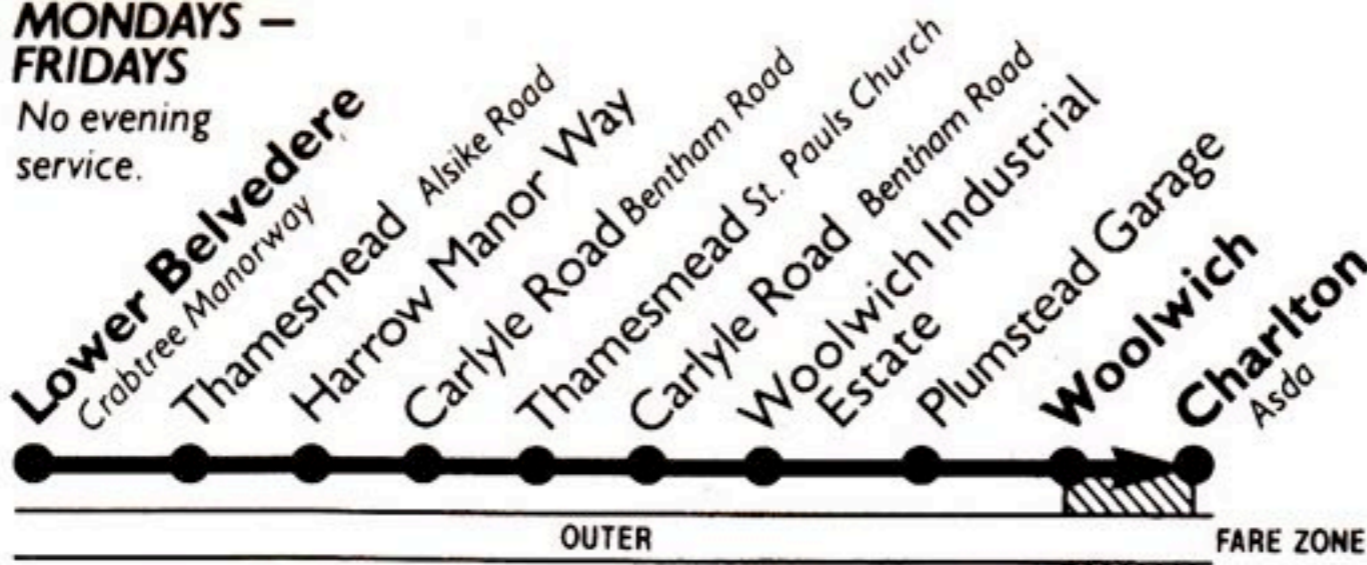 MONDAYS –
FRIDAYS
No evening
service.
Lower Belvedere
Crabtree Manorway
Thamesmead Alsike Road
Harrow Manor Way
Carlyle Road Bentham Road
Thamesmead St. Pauls Church
Carlyle Road Bentham Road
Woolwich Industrial
Estate
Plumstead Garage
Woolwich
Charlton
Asda
OUTER
FARE ZONE